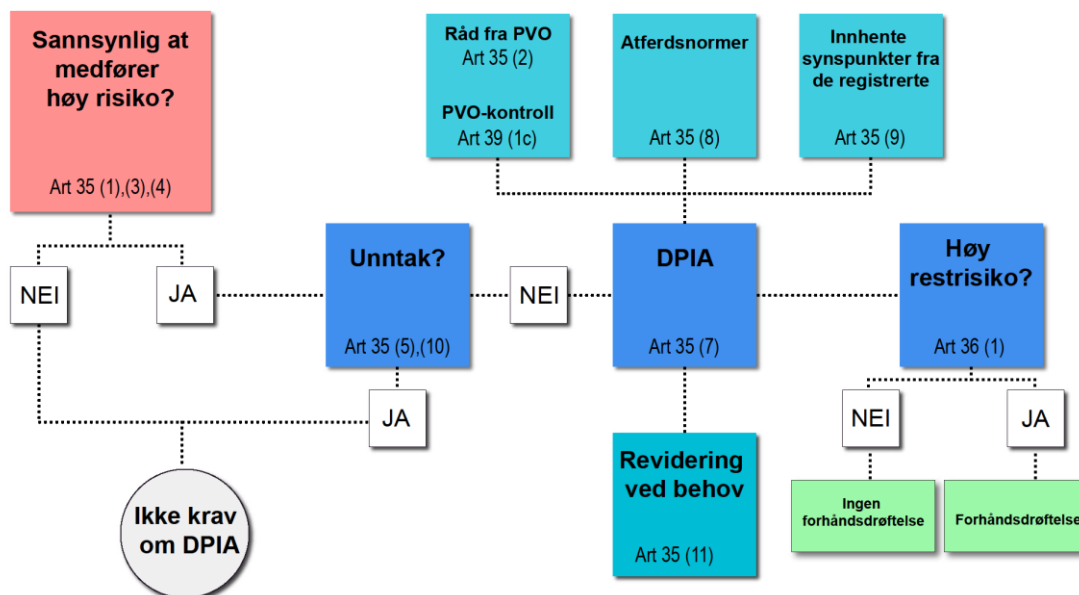 Sannsynlig at
medfører
høy risiko?
Art 35 (1),(3),(4)
Råd fra PVO
Art 35 (2)
PVO-kontroll
Art 39 (1c)
Atferdsnormer
Art 35 (8)
Innhente
synspunkter fra
de registrerte
Art 35 (9)
NEI
JA
Unntak?
Art 35 (5),(10)
NEI
DPIA
Art 35 (7)
Høy
restrisiko?
Art 36 (1)
JA
NEI
JA
Ikke krav
om DPIA
Revidering
ved behov
Art 35 (11)
Ingen
forhåndsdrøftelse
Forhåndsdrøftelse